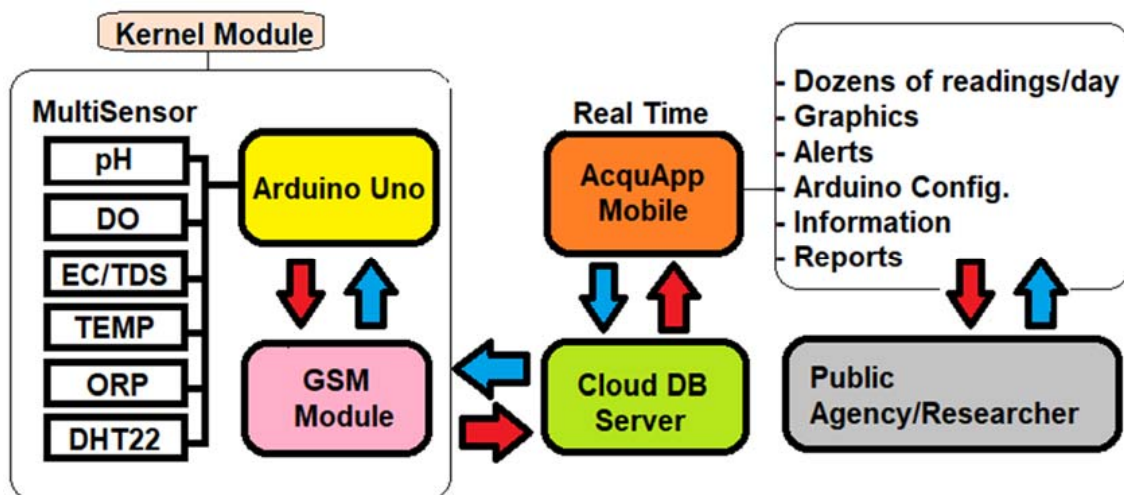 Kernel Module
MultiSensor
pH
DO
EC/TDS
TEMP
ORP
DHT22
Arduino Uno
GSM
Module
Real Time
AcquApp
Mobile
Cloud DB
Server
- Dozens of readings/day
- Graphics
- Alerts
- Arduino Config.
- Information
- Reports
Public
Agency/Researcher